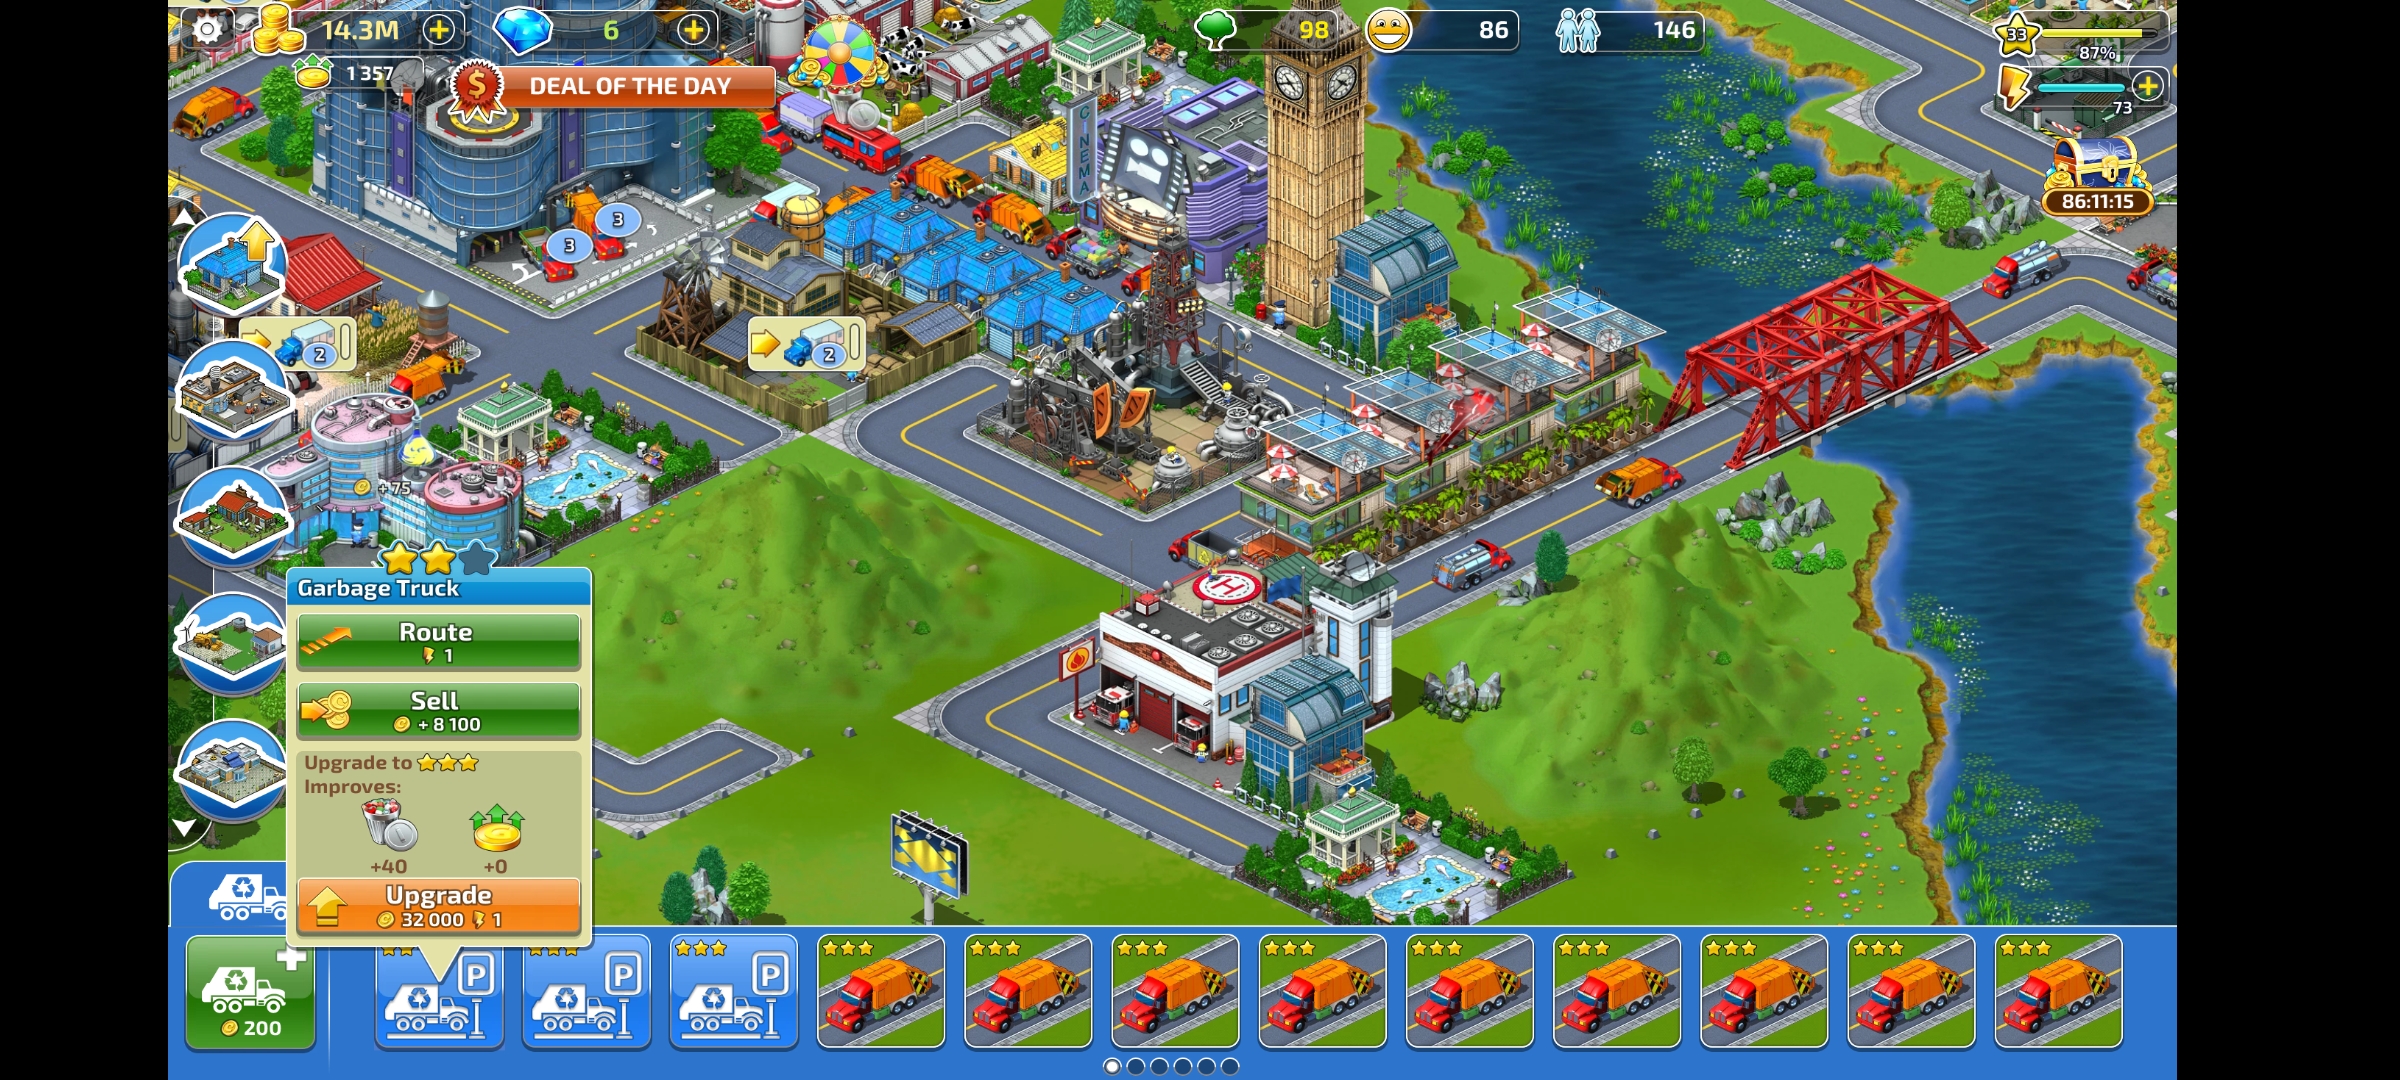 14.3M
6
98
86
146
33
87%
1 357
DEAL OF THE DAY
-1
73
86:11:15
CINEMA
3
3
2
2
H
+75
Garbage Truck
Route
1
Sell
+ 8 100
Upgrade to
Improves:
+40
+0
Upgrade
32 000 1
200
P
P
P